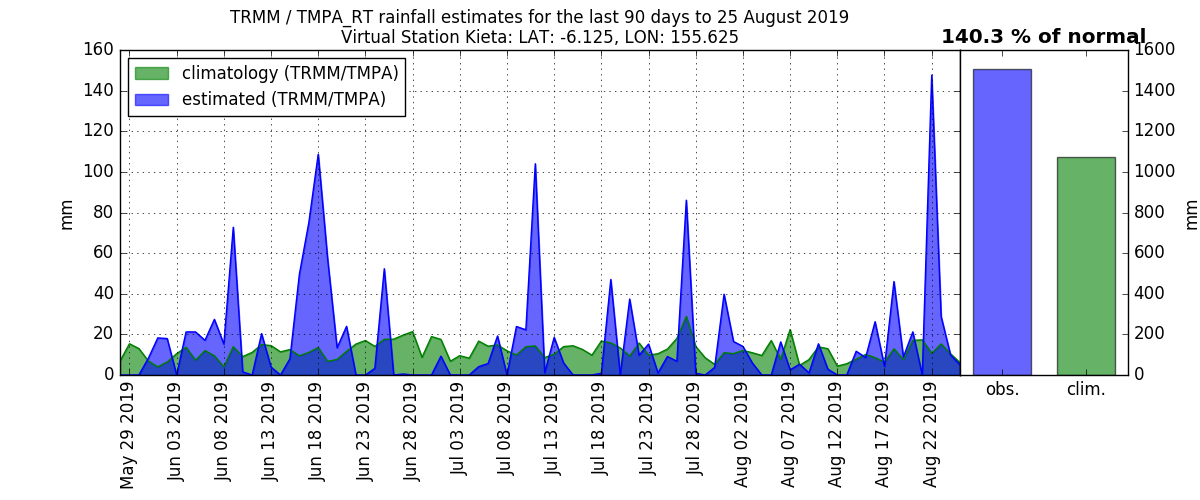 TRMM / TMPA_RT rainfall estimates for the last 90 days to 25 August 2019
Virtual Station Kieta: LAT: -6.125, LON: 155.625
140.3 % of normal
climatology (TRMM/TMPA)
estimated (TRMM/TMPA)
mm
160
140
120
100
80
60
40
20
0
May 29 2019
Jun 03 2019
Jun 08 2019
Jun 13 2019
Jun 18 2019
Jun 23 2019
Jun 28 2019
Jul 03 2019
Jul 08 2019
Jul 13 2019
Jul 18 2019
Jul 23 2019
Jul 28 2019
Aug 02 2019
Aug 07 2019
Aug 12 2019
Aug 17 2019
Aug 22 2019
obs.
clim.
1600
1400
1200
1000
800
600
400
200
0
mm